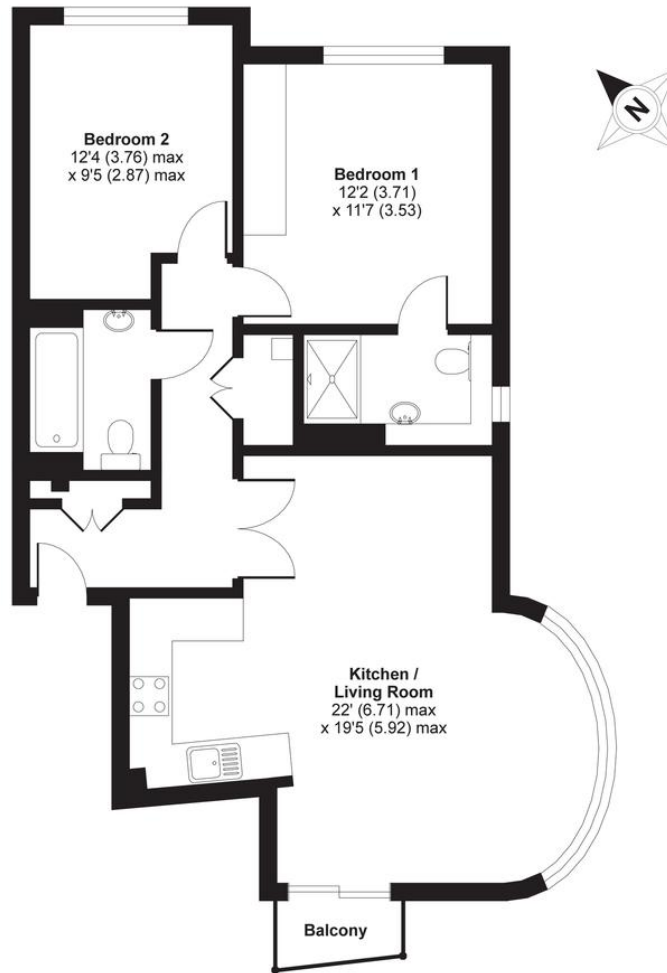 Bedroom 2
12'4 (3.76) max
x 9'5 (2.87) max
Bedroom 1
12'2 (3.71)
x 11'7 (3.53)
N
Kitchen /
Living Room
22' (6.71) max
x 19'5 (5.92) max
Balcony